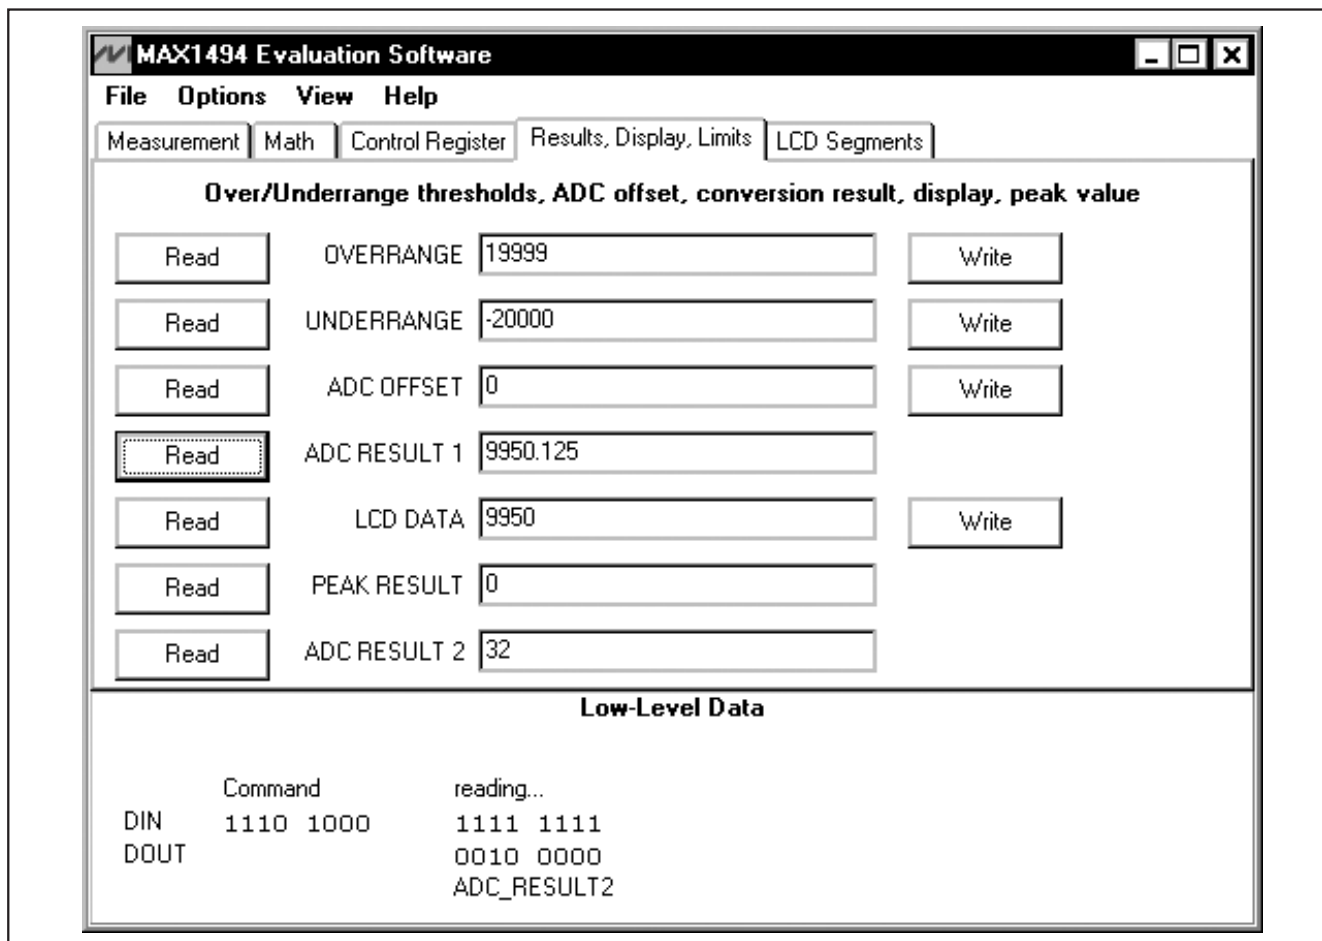 MAX1494 Evaluation Software
File Options View Help
Measurement Math Control Register Results, Display, Limits LCD Segments
Over/Underrange thresholds, ADC offset, conversion result, display, peak value
Read OVERRANGE 19999 Write
Read UNDERRANGE -20000 Write
Read ADC OFFSET 0 Write
Read ADC RESULT 1 9950.125
Read LCD DATA 9950 Write
Read PEAK RESULT 0
Read ADC RESULT 2 32
Low-Level Data
Command reading...
DIN 1110 1000 1111 1111
DOUT 0010 0000
ADC_RESULT2